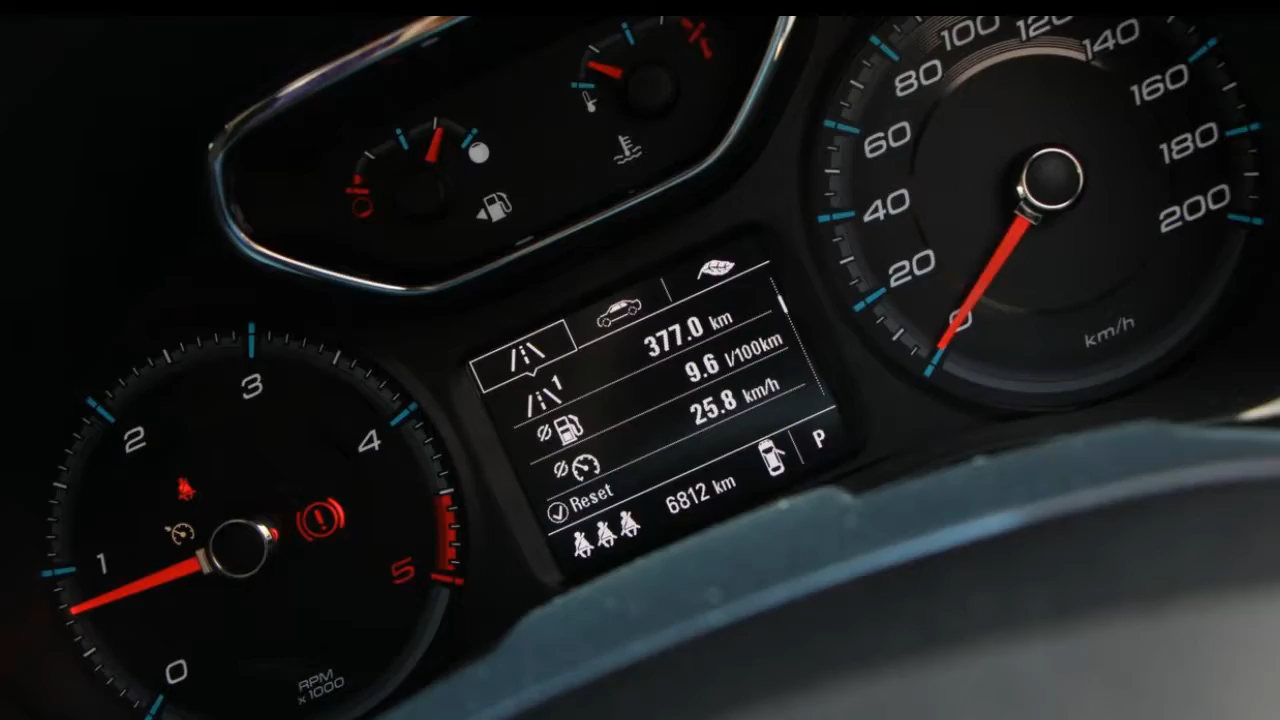 100 120 140
80 160
60 180
40 200
20
0
km/h
377.0 km
1
9.6 l/100km
25.8 km/h
Reset
P
6812 km
3
2 4
1 5
0
RPM
x1000